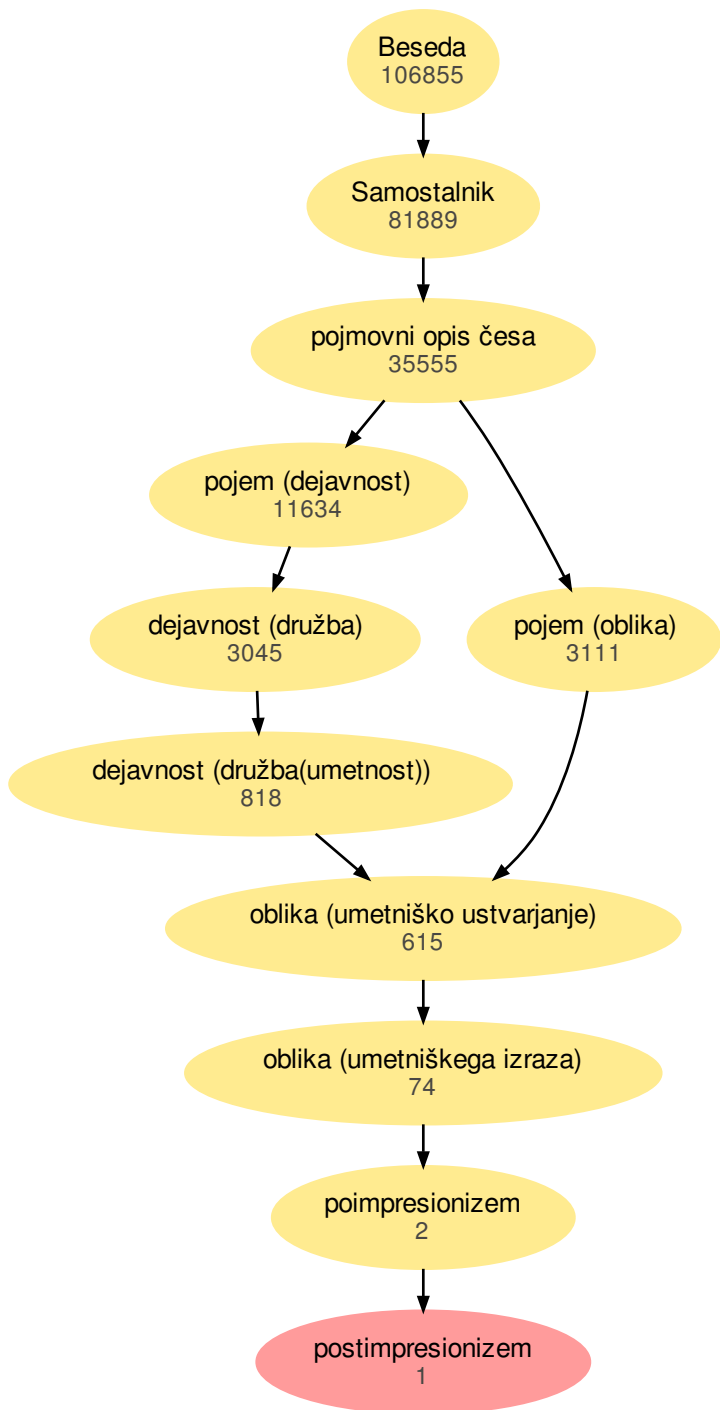 Beseda
106855
Samostalnik
81889
pojmovni opis česa
35555
pojem (dejavnost)
11634
dejavnost (družba)
3045
pojem (oblika)
3111
dejavnost (družba(umetnost))
818
oblika (umetniško ustvarjanje)
615
oblika (umetniškega izraza)
74
poimpresionizem
2
postimpresionizem
1